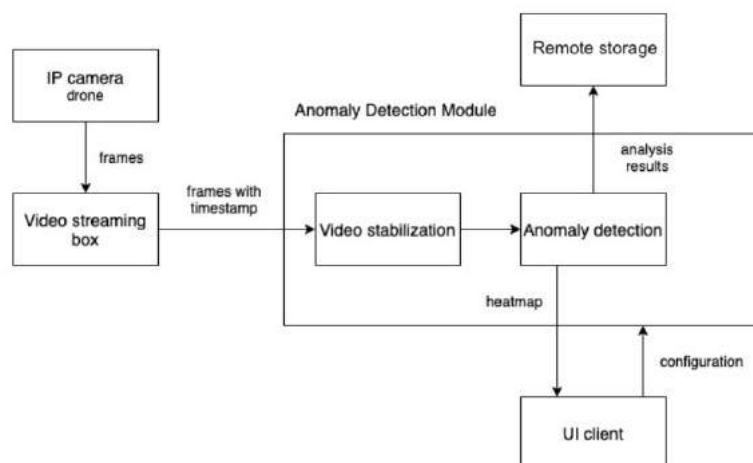 Remote storage
IP camera
drone
Anomaly Detection Module
frames
analysis
results
frames with
timestamp
Video streaming
box
Video stabilization
Anomaly detection
heatmap
configuration
UI client